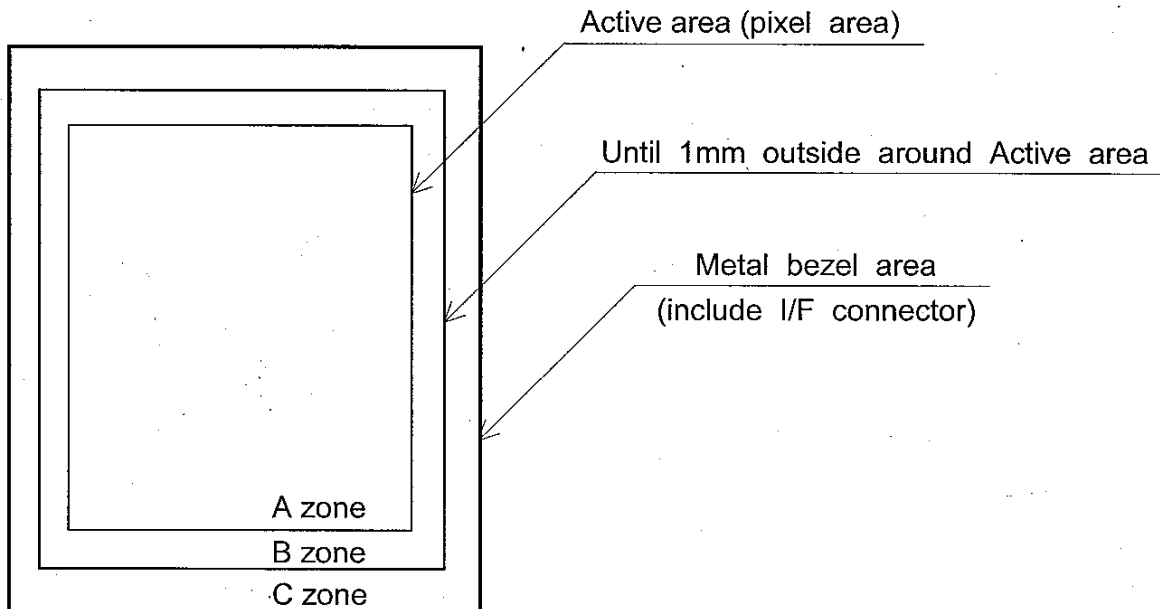 Active area (pixel area)
Until 1mm outside around Active area
Metal bezel area
(include I/F connector)
A zone
B zone
C zone